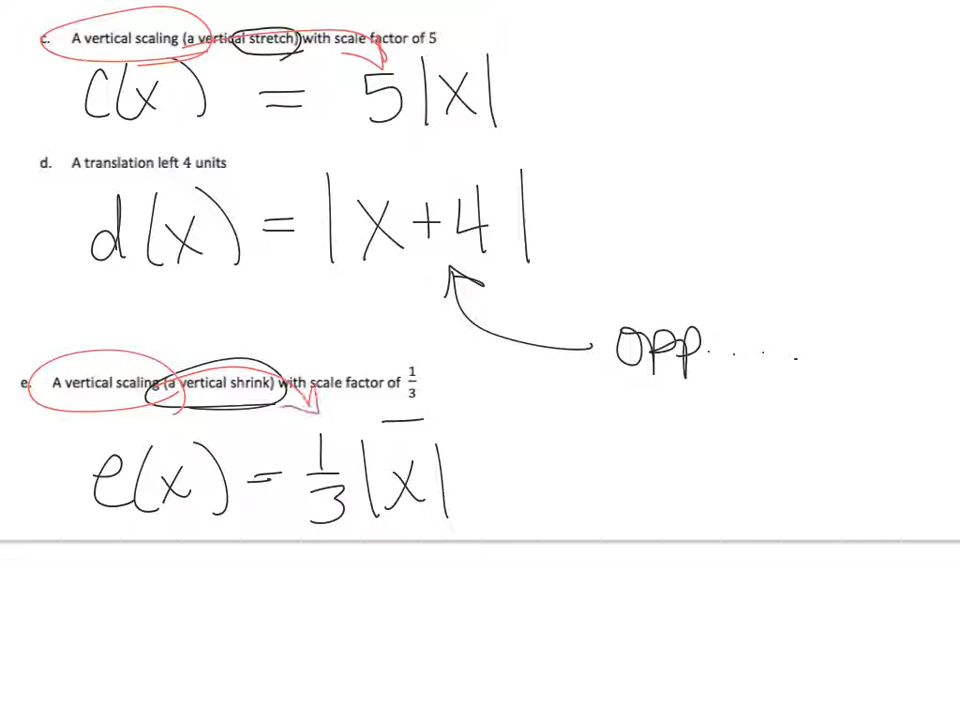 c. A vertical scaling (a vertical stretch) with scale factor of 5
c(x) = 5|x|
d. A translation left 4 units
d(x) = |x+4|
opp.....
e. A vertical scaling (a vertical shrink) with scale factor of 1/3
e(x) = 1/3|x|